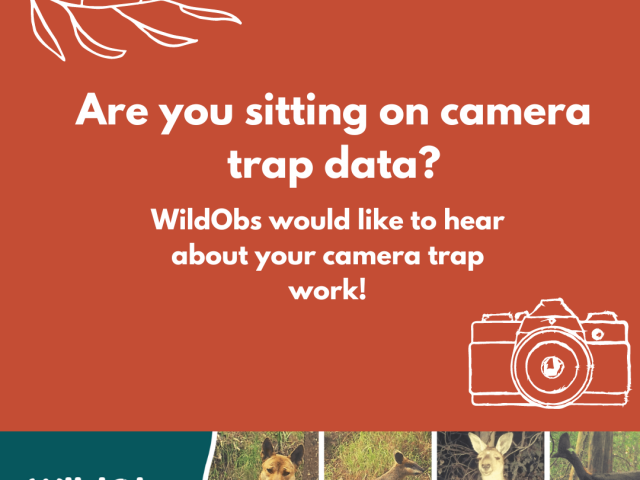 Are you sitting on camera
trap data?
WildObs would like to hear
about your camera trap
work!